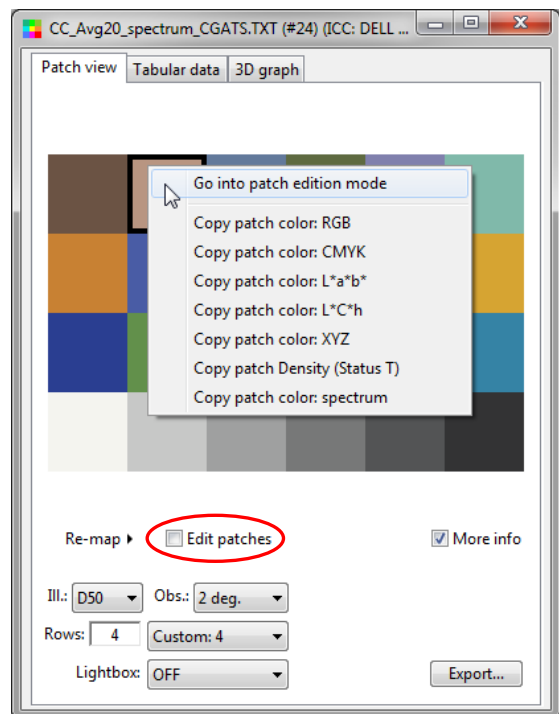 CC_Avg20_spectrum_CGATS.TXT (#24) (ICC: DELL ...
Patch view Tabular data 3D graph
Go into patch edition mode
Copy patch color: RGB
Copy patch color: CMYK
Copy patch color: L*a*b*
Copy patch color: L*C*h
Copy patch color: XYZ
Copy patch Density (Status T)
Copy patch color: spectrum
Re-map Edit patches More info
Ill.: D50 Obs.: 2 deg.
Rows: 4 Custom: 4
Lightbox: OFF Export...